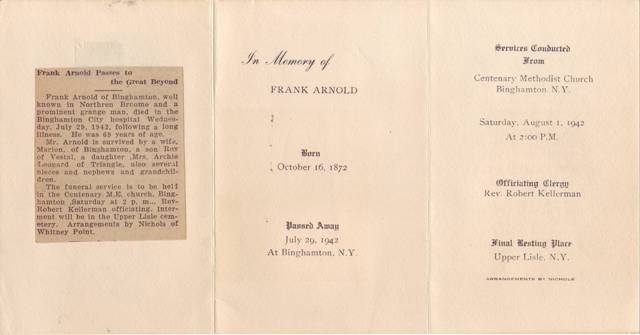 Frank Arnold Passes to
the Great Beyond
Frank Arnold of Binghamton, well
known in Northren Broome and a
prominent grange man, died in the
Binghamton City hospital Wednes-
day, July 29, 1942, following a long
illness. He was 69 years of age.
Mr. Arnold is survived by a wife,
Marion, of Binghamton, a son Roy
of Vestal, a daughter ,Mrs. Archie
Leonard of Triangle, also several
nieces and nephews and grandchil-
dren.
The funeral service is to be held
in the Centenary M.E. church, Bing-
hamton ,Saturday at 2 p. m... Rev-
Robert Kellerman officiating. Inter-
ment will be in the Upper Lisle cem-
etery. Arrangements by Nichols of
Whitney Point.
In Memory of
FRANK ARNOLD
Born
October 16, 1872
Passed Away
July 29, 1942
At Binghamton, N.Y.
Services Conducted
From
Centenary Methodist Church
Binghamton N.Y.
Saturday, August 1, 1942
At 2:00 P.M.
Officiating Clergy
Rev. Robert Kellerman
Final Resting Place
Upper Lisle, N.Y.
ARRANGEMENTS BY NICHOLS